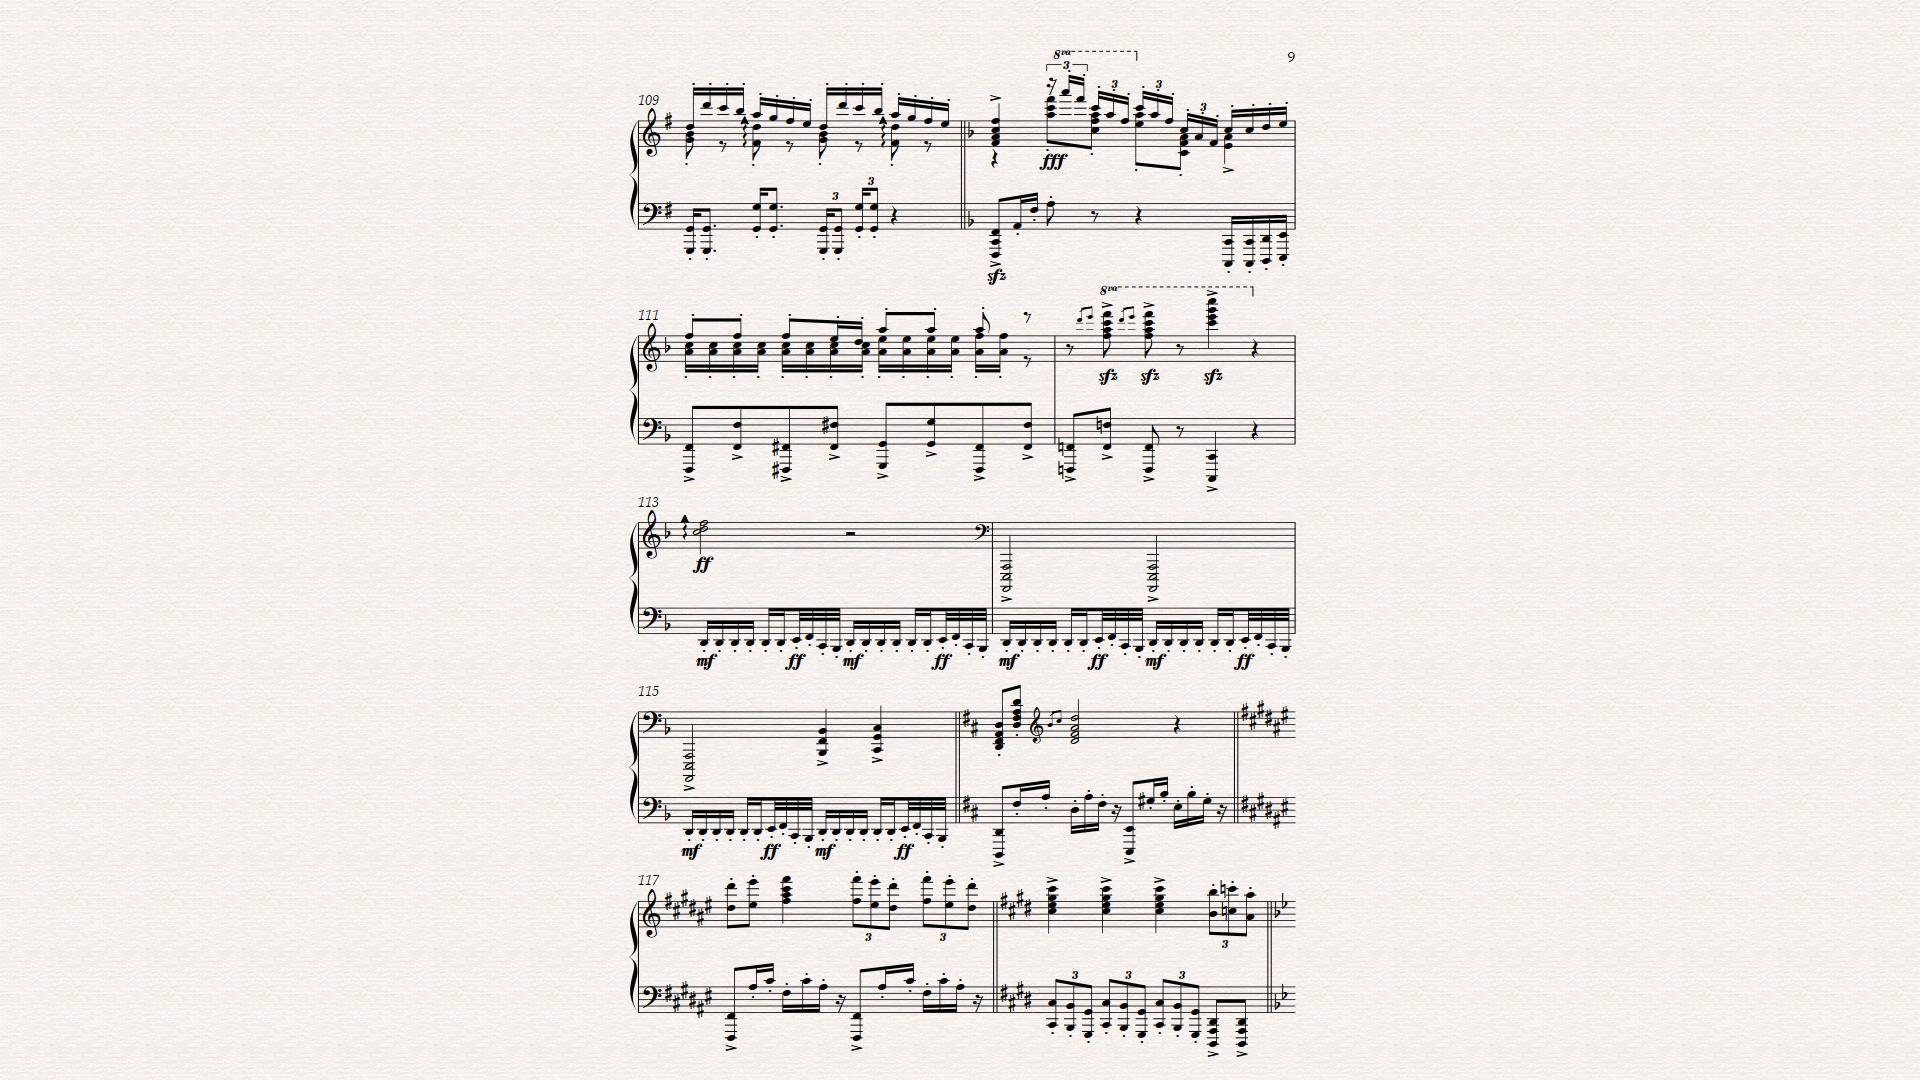 8va
9
3
109
3
3
3
fff
3
3
sfz
8va
111
sfz sfz sfz
113
ff
mf ff mf ff mf ff mf ff
115
mf ff mf ff
117
3 3
3
3 3 3